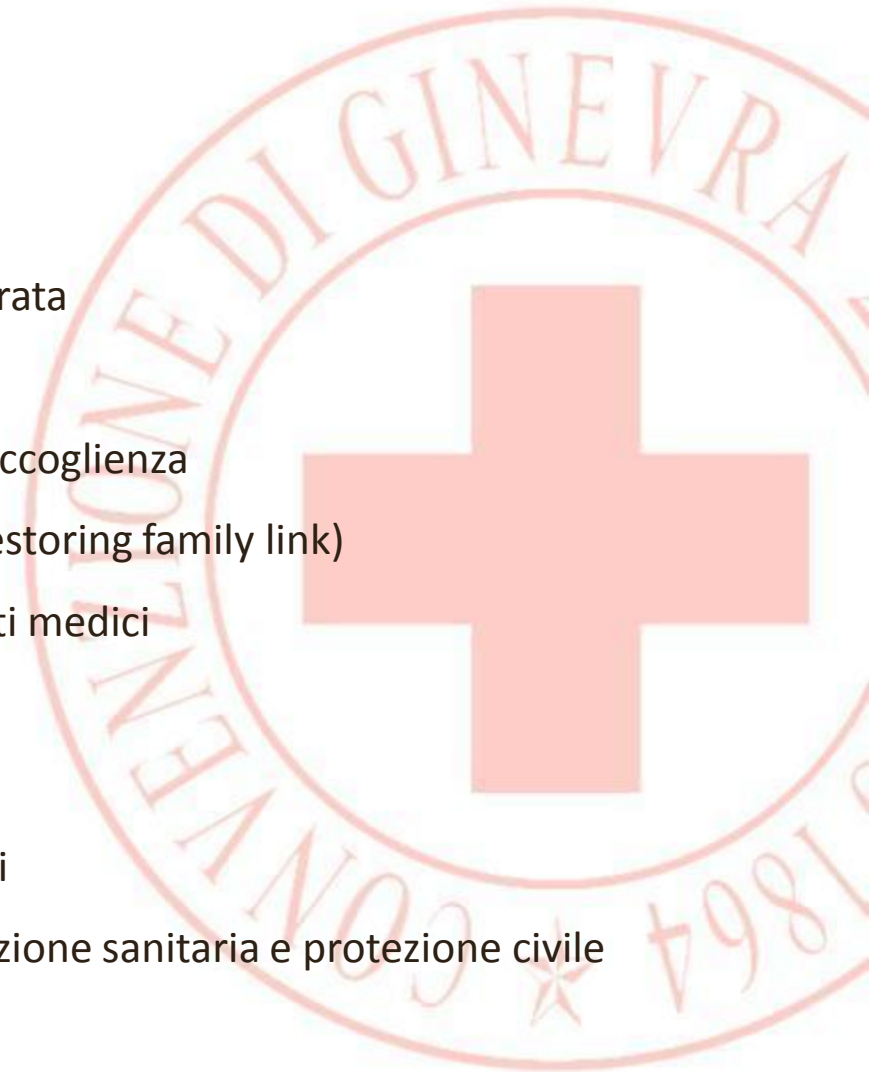 rata
ccoglienza
estoring family link)
ti medici
i
zione sanitaria e protezione civile
CONVENZIONE DI GINEVRA
1864